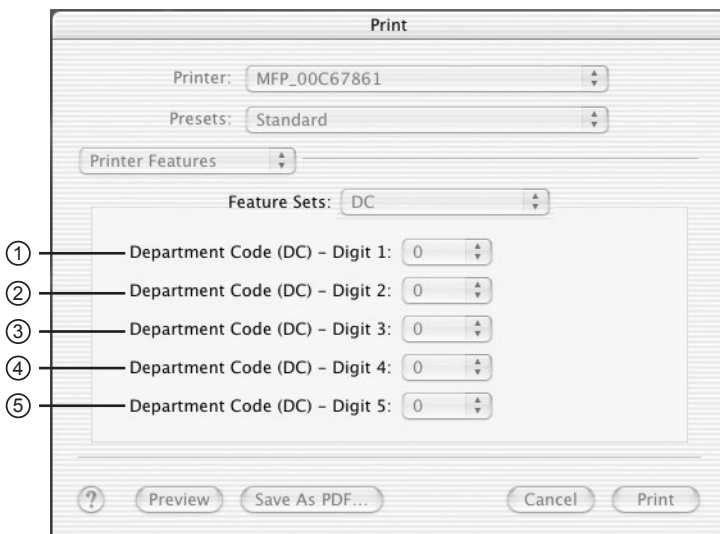 Print
Printer: MFP_00C67861
Presets: Standard
Printer Features
Feature Sets: DC
① Department Code (DC) – Digit 1: 0
② Department Code (DC) – Digit 2: 0
③ Department Code (DC) – Digit 3: 0
④ Department Code (DC) – Digit 4: 0
⑤ Department Code (DC) – Digit 5: 0
? Preview Save As PDF... Cancel Print